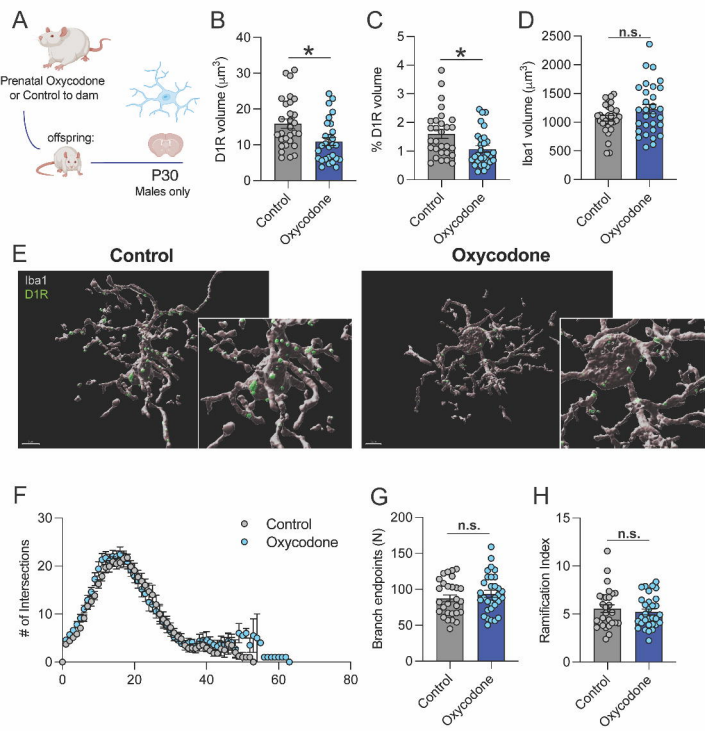 A
Prenatal Oxycodone
or Control to dam
offspring:
P30
Males only
B
D1R volume (μm³)
40
30
20
10
0
*
Control
Oxycodone
C
% D1R volume
5
4
3
2
1
0
*
Control
Oxycodone
D
Iba1 volume (μm³)
2500
2000
1500
1000
500
0
n.s.
Control
Oxycodone
E
Control
Oxycodone
Iba1
D1R
F
# of Intersections
30
20
10
0
0
20
40
60
80
Control
Oxycodone
G
Branch endpoints (N)
200
150
100
50
0
n.s.
Control
Oxycodone
H
Ramification Index
15
10
5
0
n.s.
Control
Oxycodone